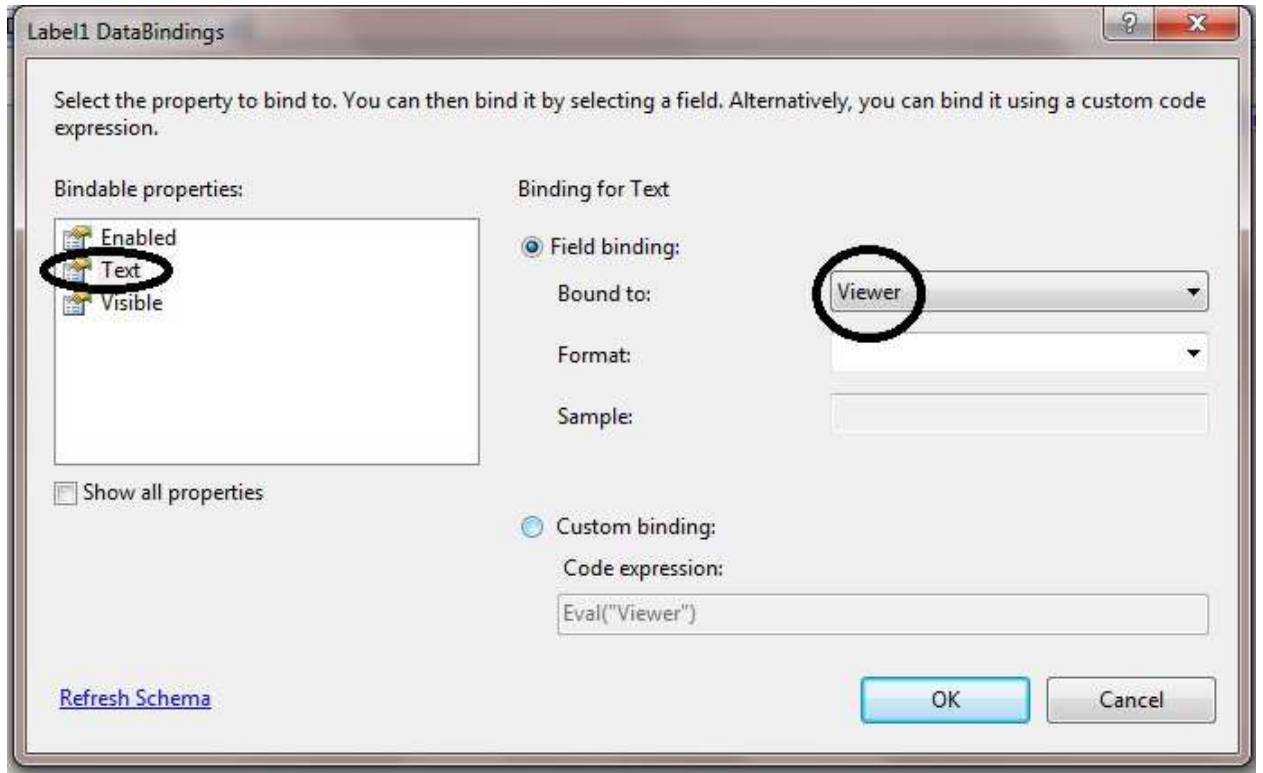 Label1 DataBindings
Select the property to bind to. You can then bind it by selecting a field. Alternatively, you can bind it using a custom code
expression.
Bindable properties:
Enabled
Text
Visible
Show all properties
Binding for Text
Field binding:
Bound to:
Viewer
Format:
Sample:
Custom binding:
Code expression:
Eval("Viewer")
Refresh Schema
OK
Cancel